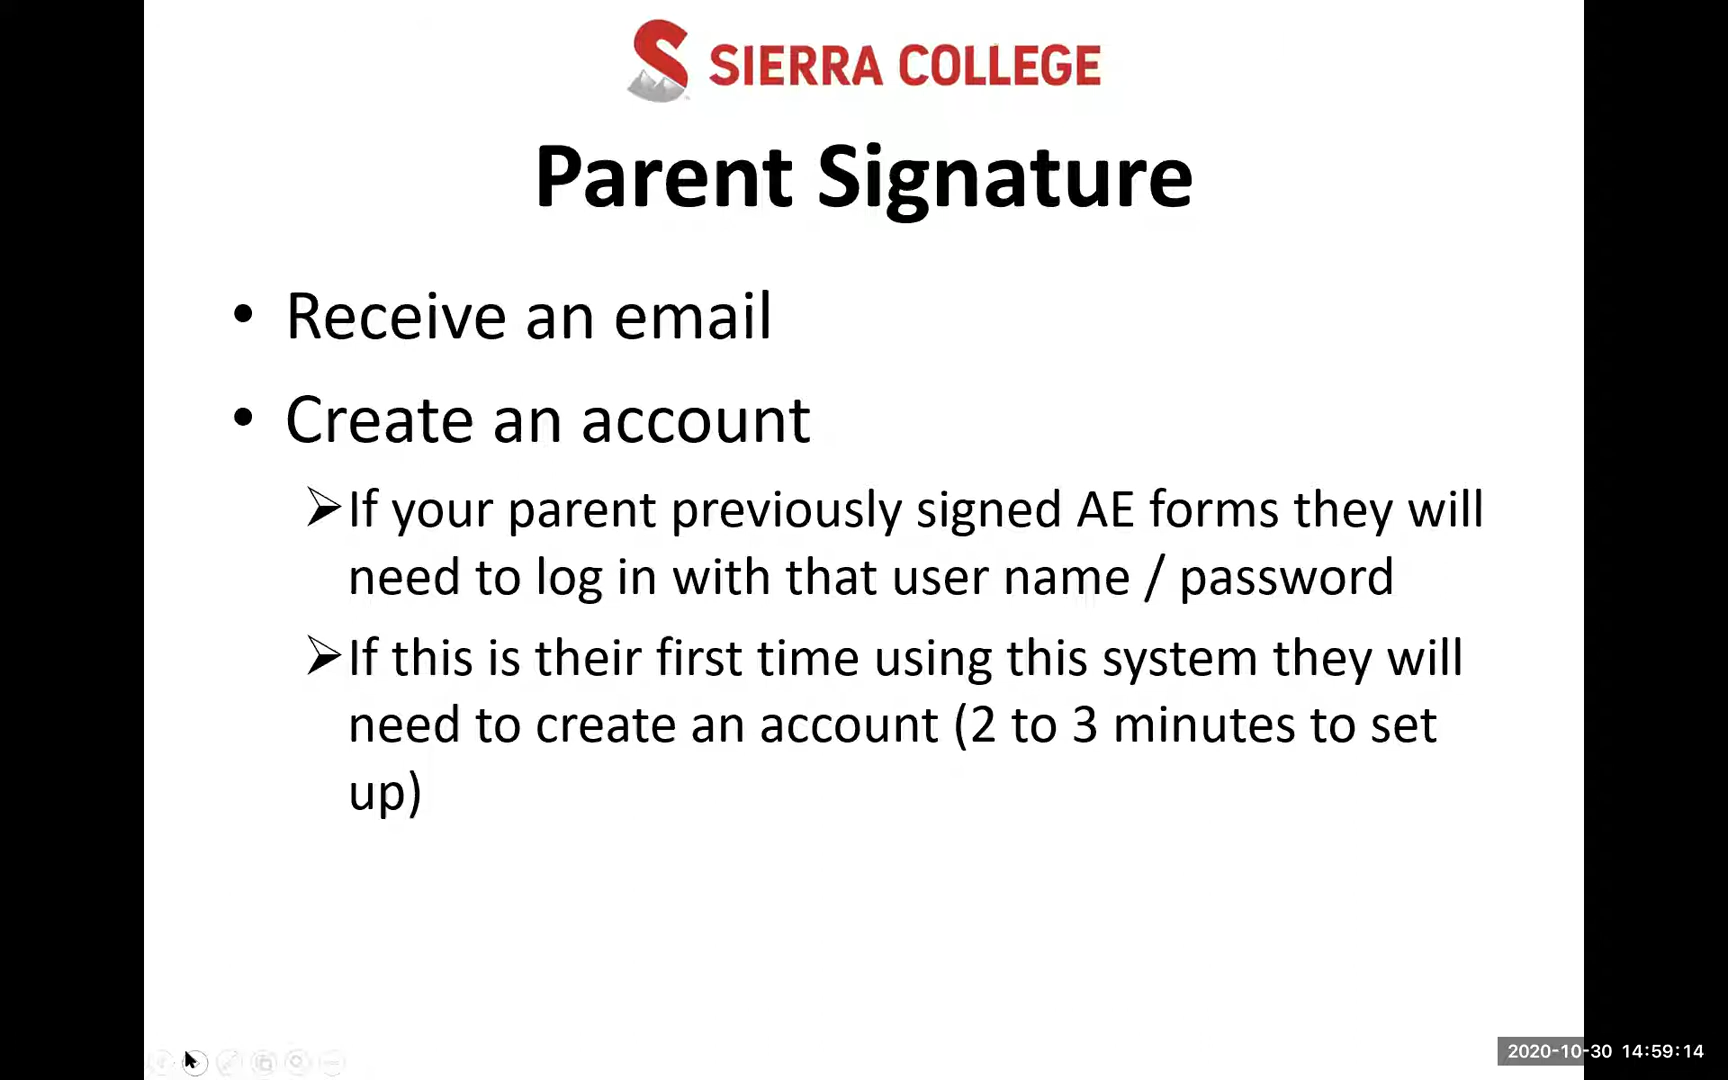 SIERRA COLLEGE
Parent Signature
• Receive an email
• Create an account
➢If your parent previously signed AE forms they will
need to log in with that user name / password
➢If this is their first time using this system they will
need to create an account (2 to 3 minutes to set
up)
2020-10-30 14:59:14